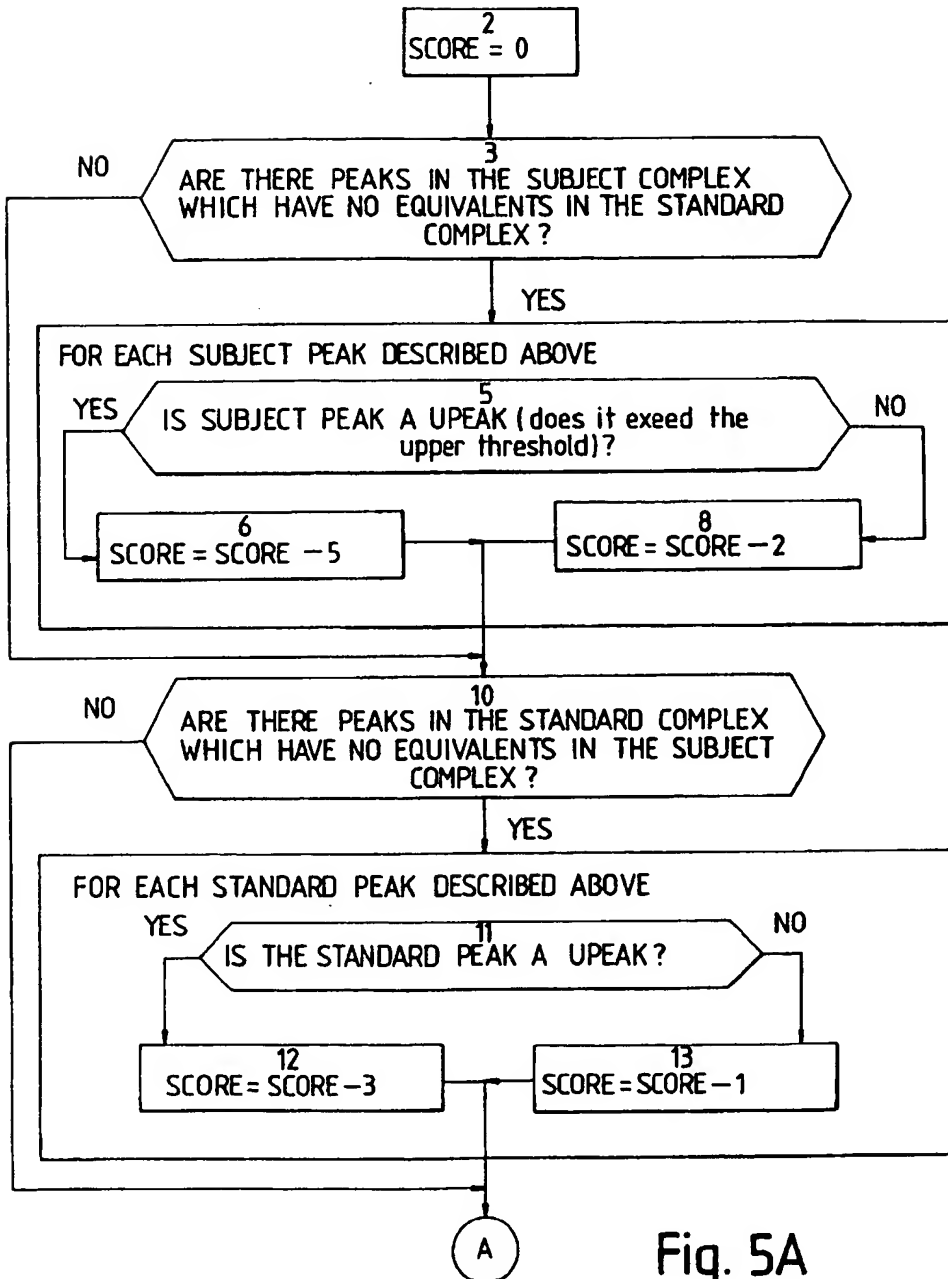 2
SCORE = 0
3
NO
ARE THERE PEAKS IN THE SUBJECT COMPLEX
WHICH HAVE NO EQUIVALENTS IN THE STANDARD
COMPLEX ?
YES
FOR EACH SUBJECT PEAK DESCRIBED ABOVE
5
YES
IS SUBJECT PEAK A UPEAK (does it exeed the
upper threshold)?
NO
6
SCORE = SCORE -5
8
SCORE = SCORE -2
10
NO
ARE THERE PEAKS IN THE STANDARD COMPLEX
WHICH HAVE NO EQUIVALENTS IN THE SUBJECT
COMPLEX ?
YES
FOR EACH STANDARD PEAK DESCRIBED ABOVE
YES
11
NO
IS THE STANDARD PEAK A UPEAK ?
12
SCORE = SCORE -3
13
SCORE = SCORE -1
A
Fig. 5A